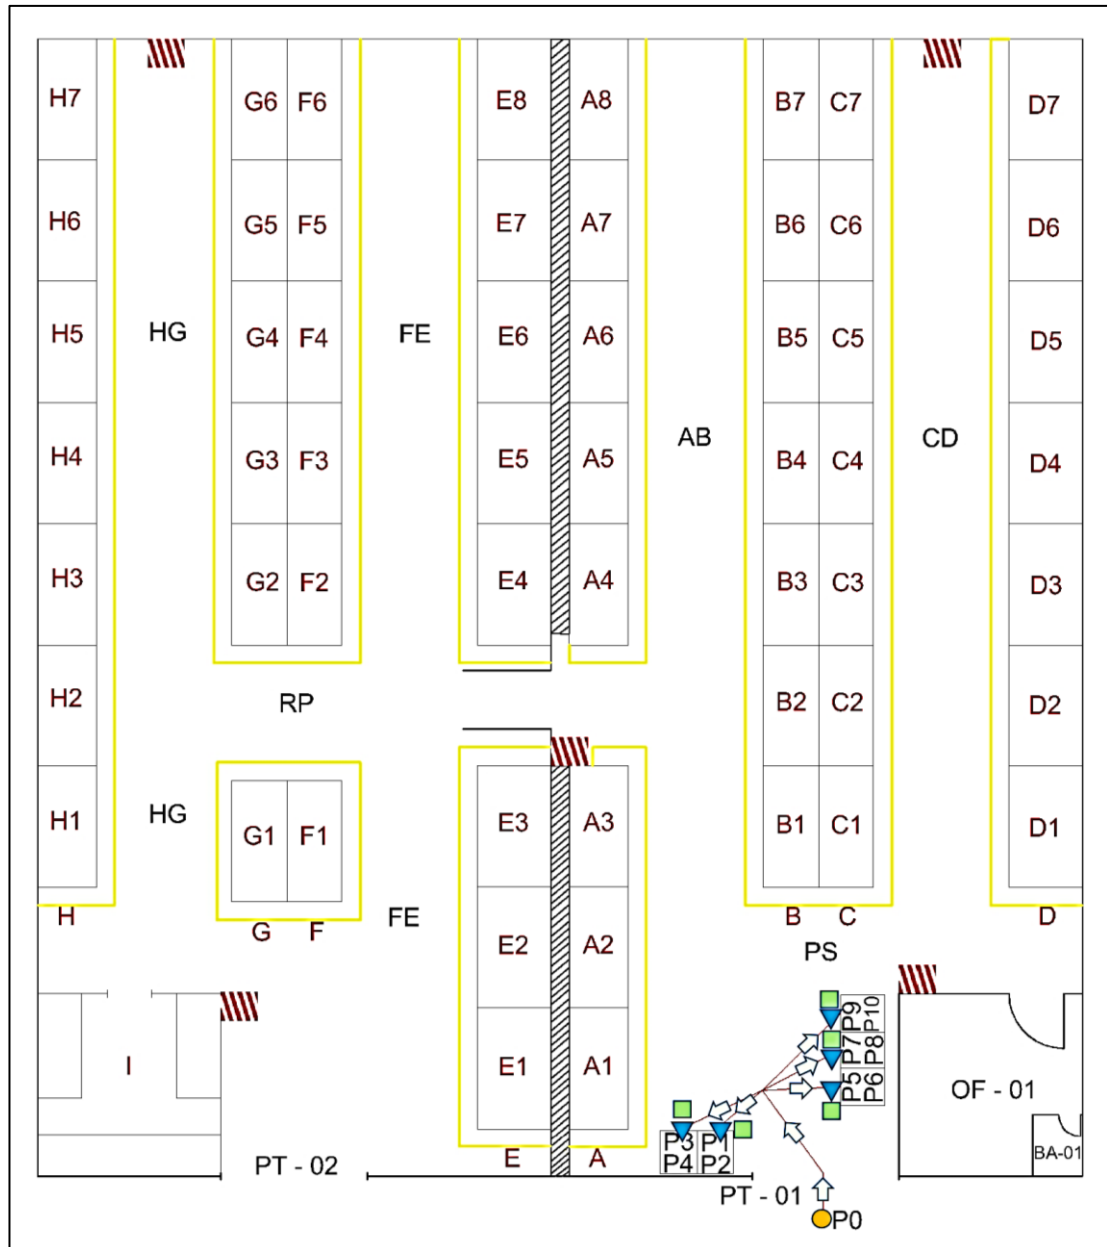 H7 G6 F6 E8 A8 B7 C7 D7
H6 G5 F5 E7 A7 B6 C6 D6
H5 HG G4 F4 FE E6 A6 B5 C5 D5
AB CD
H4 G3 F3 E5 A5 B4 C4 D4
H3 G2 F2 E4 A4 B3 C3 D3
H2 RP B2 C2 D2
H1 HG G1 F1 E3 A3 B1 C1 D1
H G F FE B C D
E2 A2 PS
P9 P10
P7 P8
I E1 A1 P5 P6 OF - 01
P3 P1
P4 P2
PT - 02 E A BA-01
PT - 01
P0